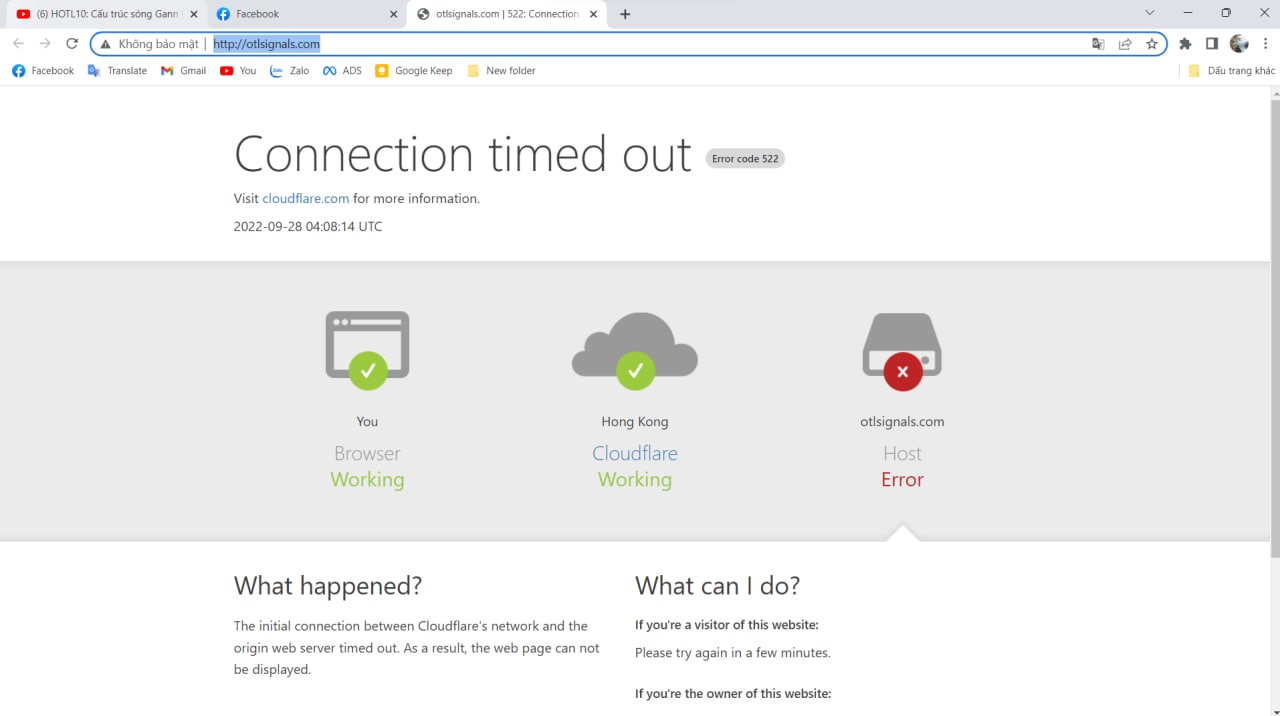 (6) HOTL10: Cấu trúc sóng Gann
Facebook
otlsignals.com | 522: Connection
Không bảo mật | http://otlsignals.com
Facebook Translate Gmail You Zalo ADS Google Keep New folder Dấu trang khác
Connection timed out Error code 522
Visit cloudflare.com for more information.
2022-09-28 04:08:14 UTC
You
Browser
Working
Hong Kong
Cloudflare
Working
otlsignals.com
Host
Error
What happened?
The initial connection between Cloudflare's network and the
origin web server timed out. As a result, the web page can not
be displayed.
What can I do?
If you're a visitor of this website:
Please try again in a few minutes.
If you're the owner of this website: